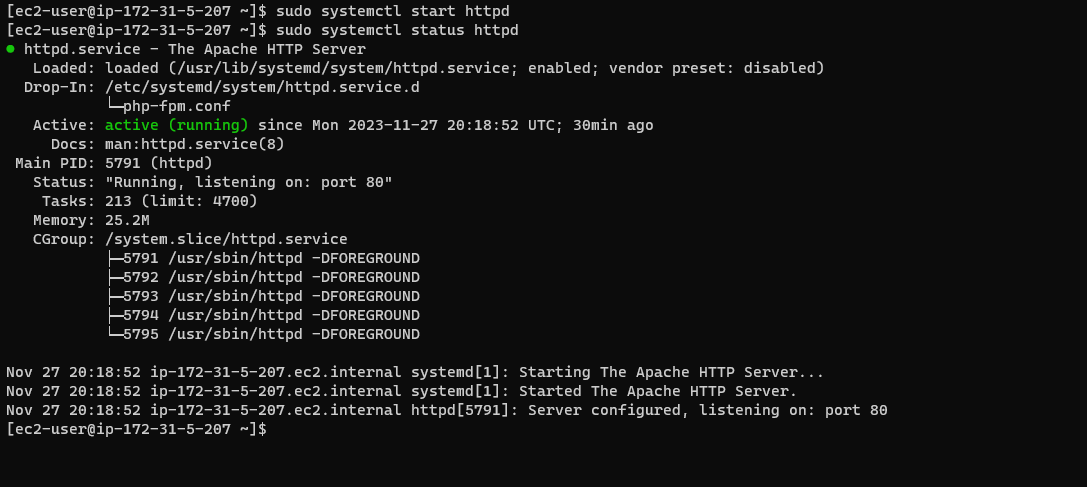 [ec2-user@ip-172-31-5-207 ~]$ sudo systemctl start httpd
[ec2-user@ip-172-31-5-207 ~]$ sudo systemctl status httpd
● httpd.service - The Apache HTTP Server
   Loaded: loaded (/usr/lib/systemd/system/httpd.service; enabled; vendor preset: disabled)
  Drop-In: /etc/systemd/system/httpd.service.d
           └─php-fpm.conf
   Active: active (running) since Mon 2023-11-27 20:18:52 UTC; 30min ago
     Docs: man:httpd.service(8)
 Main PID: 5791 (httpd)
   Status: "Running, listening on: port 80"
    Tasks: 213 (limit: 4700)
   Memory: 25.2M
   CGroup: /system.slice/httpd.service
           ├─5791 /usr/sbin/httpd -DFOREGROUND
           ├─5792 /usr/sbin/httpd -DFOREGROUND
           ├─5793 /usr/sbin/httpd -DFOREGROUND
           ├─5794 /usr/sbin/httpd -DFOREGROUND
           └─5795 /usr/sbin/httpd -DFOREGROUND

Nov 27 20:18:52 ip-172-31-5-207.ec2.internal systemd[1]: Starting The Apache HTTP Server...
Nov 27 20:18:52 ip-172-31-5-207.ec2.internal systemd[1]: Started The Apache HTTP Server.
Nov 27 20:18:52 ip-172-31-5-207.ec2.internal httpd[5791]: Server configured, listening on: port 80
[ec2-user@ip-172-31-5-207 ~]$